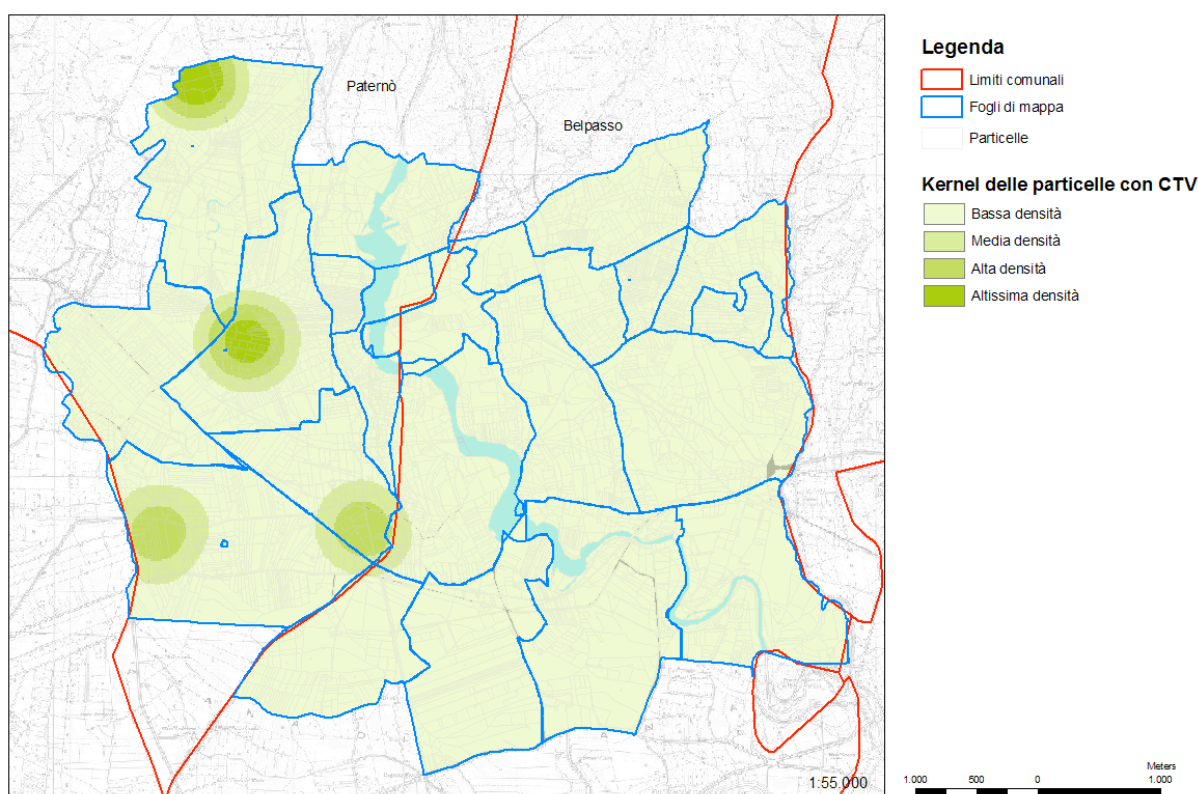 Paternò
Belpasso
1:55.000
Legenda
Limiti comunali
Fogli di mappa
Particelle
Kernel delle particelle con CTV
Bassa densità
Media densità
Alta densità
Altissima densità
Meters
1.000 500 0 1.000